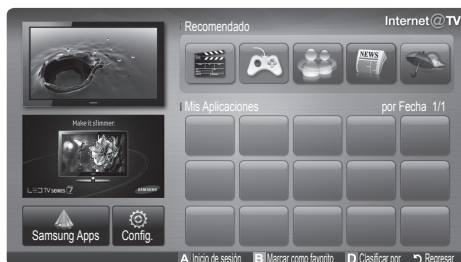 Internet@TV
Recomendado
NEWS
Mis Aplicaciones por Fecha 1/1
Make it slimmer.
LED TV SERIES 7 SAMSUNG
Samsung Apps
Config.
A Inicio de sesión B Marcar como favorito D Clasificar por Regresar